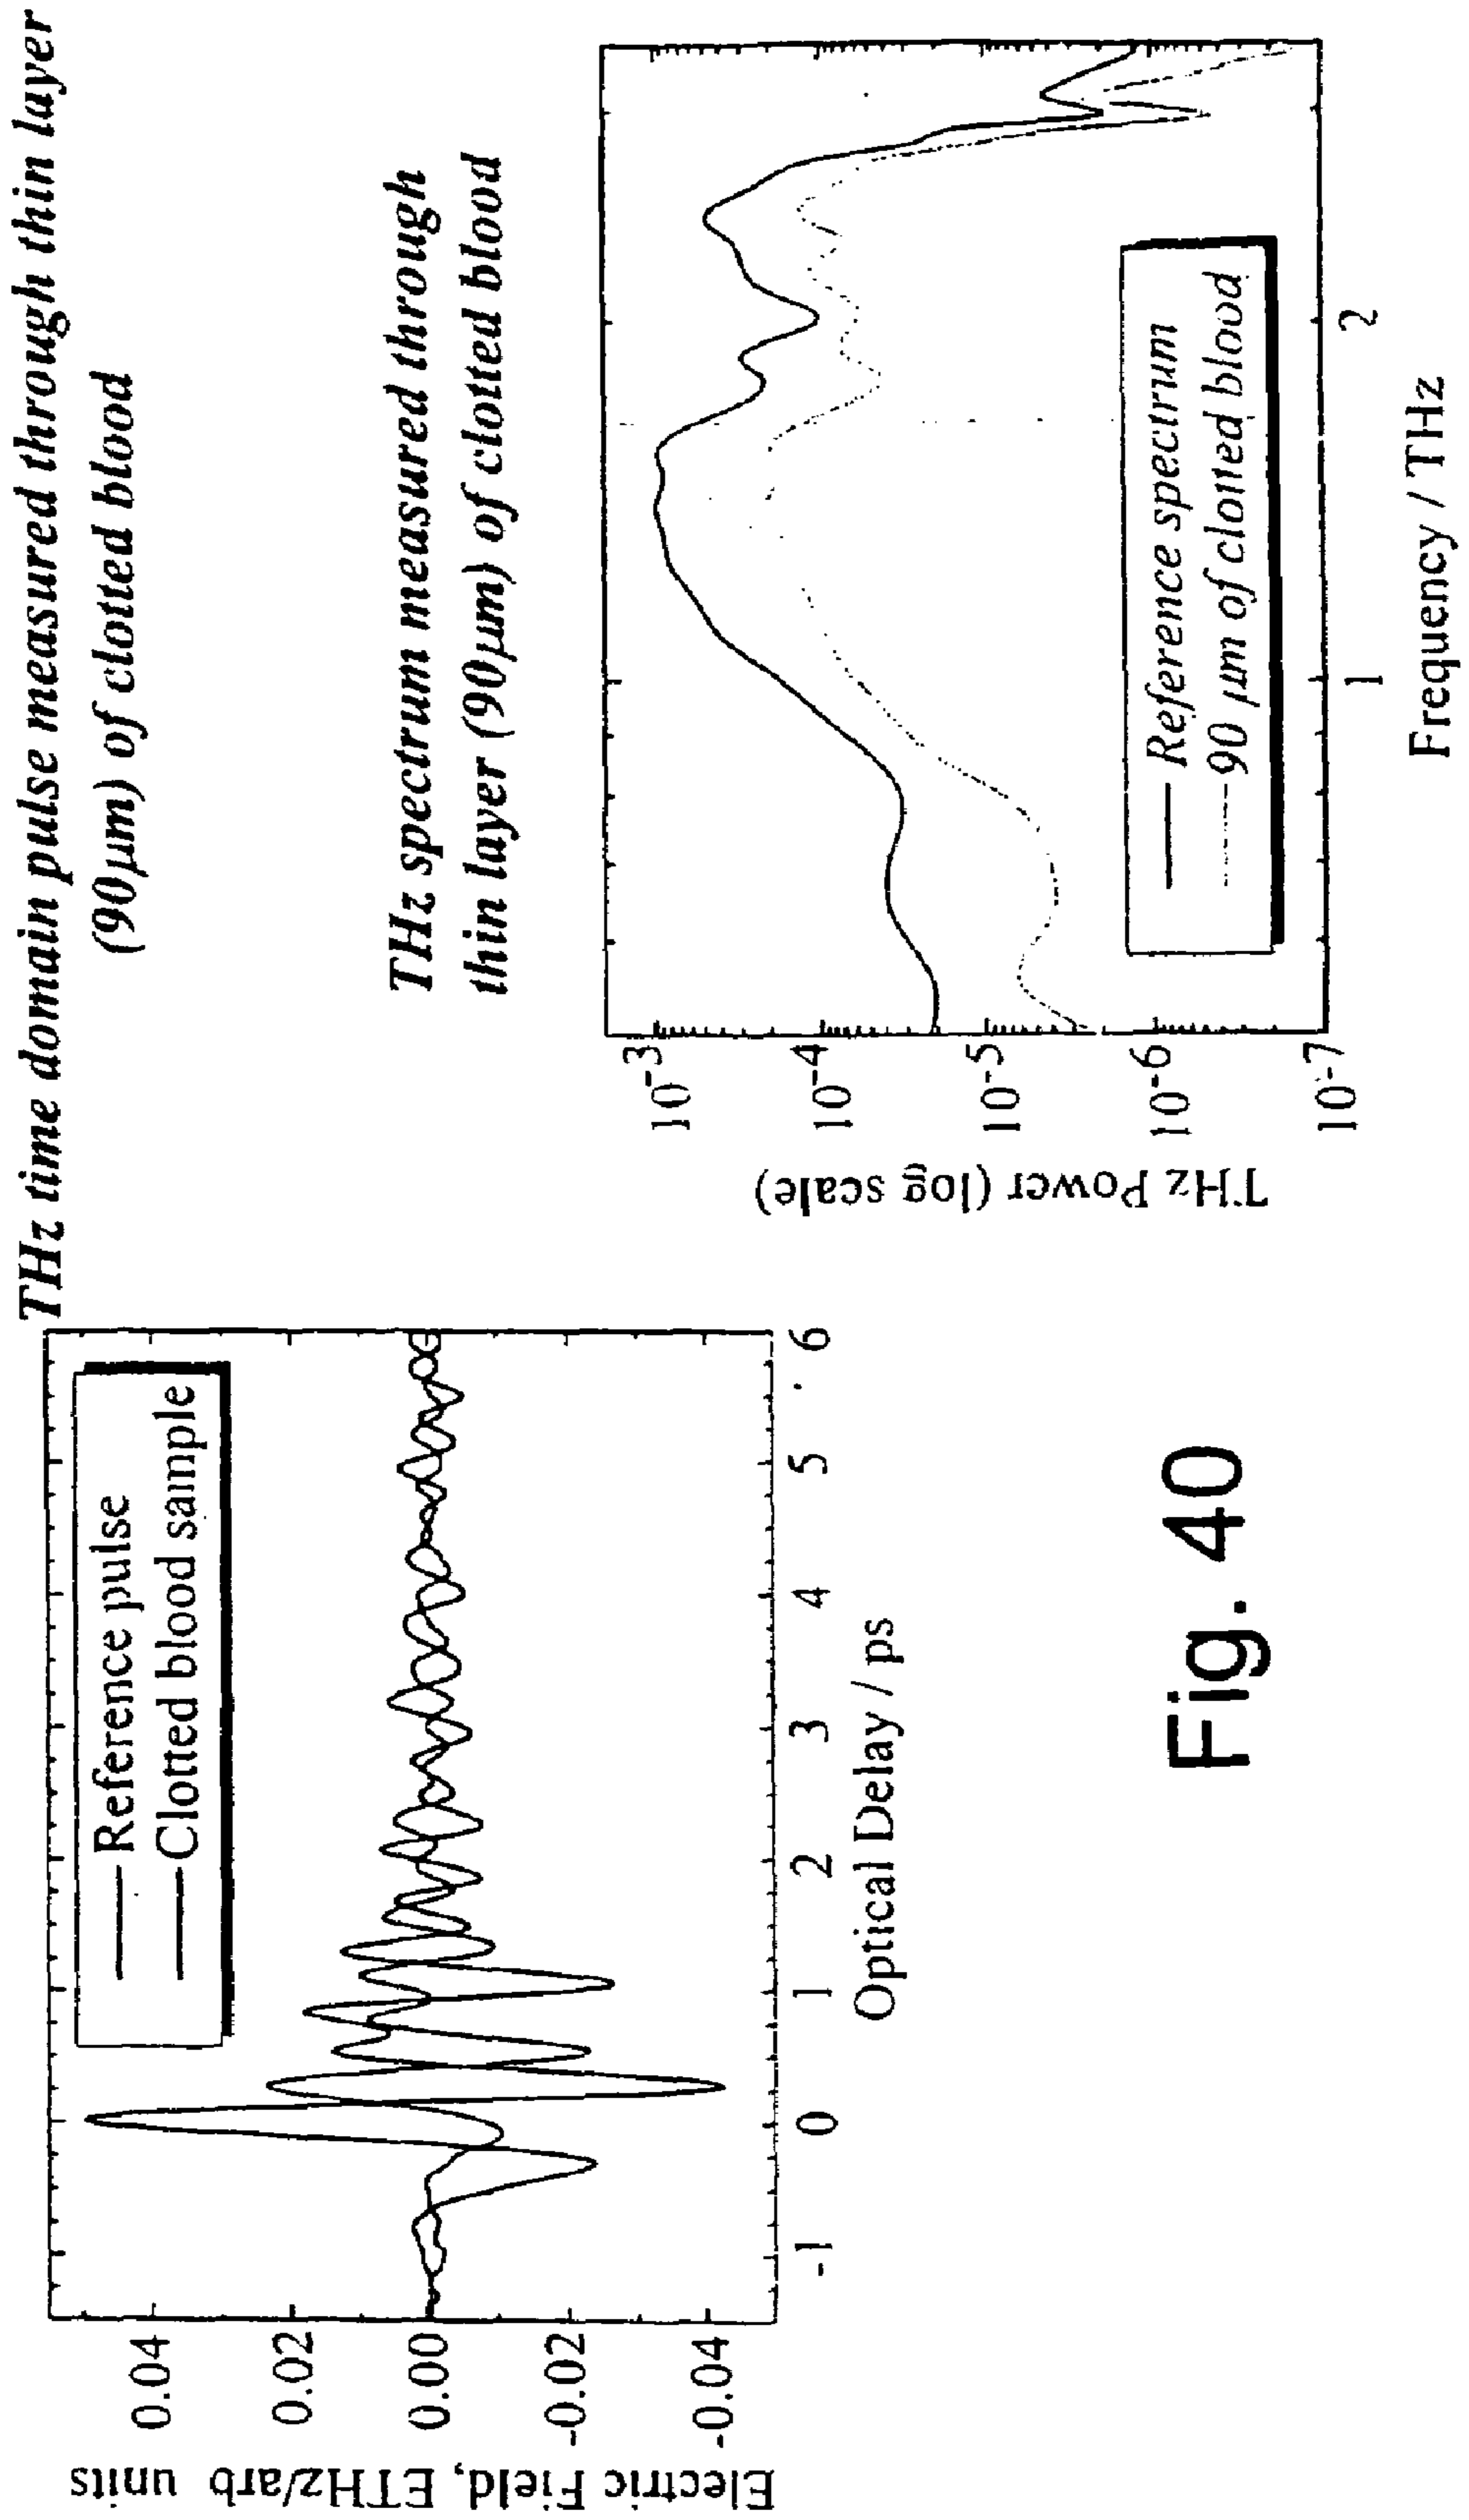 THz time domain pulse measured through thin layer
(90μm) of clotted blood
Electric Field, ETHz/arb units
0.04
0.02
0.00
-0.02
-0.04
Reference pulse
Clotted blood sample
-1 0 1 2 3 4 5 6
Optical Delay / ps
THz spectrum measured through
thin layer (90μm) of clotted blood
THz Power (log scale)
10-3
10-4
10-5
10-6
10-7
Reference spectrum
90 μm of clotted blood
1 2
Frequency / THz
Fig. 40